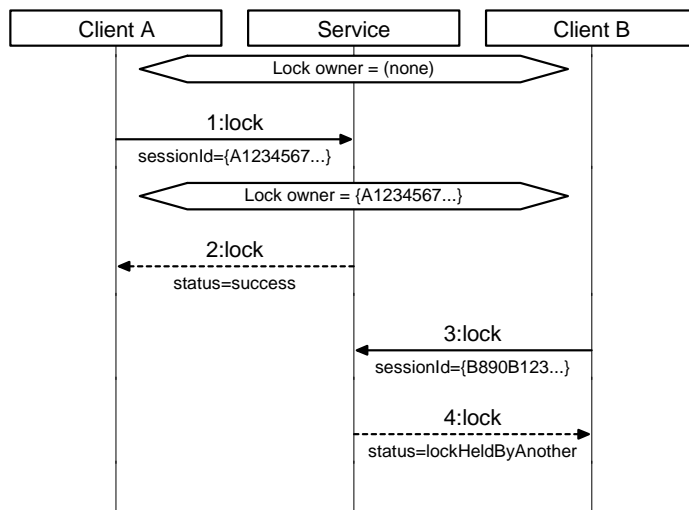 Client A Service Client B
Lock owner = (none)
1:lock
sessionId={A1234567...}
Lock owner = {A1234567...}
2:lock
status=success
3:lock
sessionId={B890B123...}
4:lock
status=lockHeldByAnother